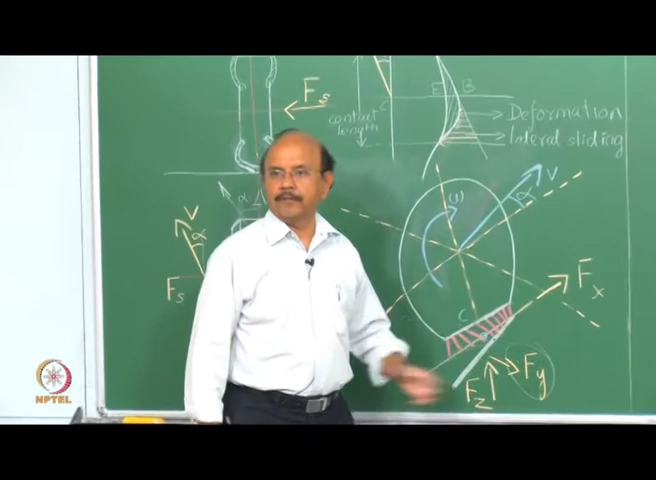 Fs
contact
length
C
E
B
Deformation
lateral sliding
α
V
α
Fs
ω
V
α
C
Fx
Fz
Fy
NPTEL